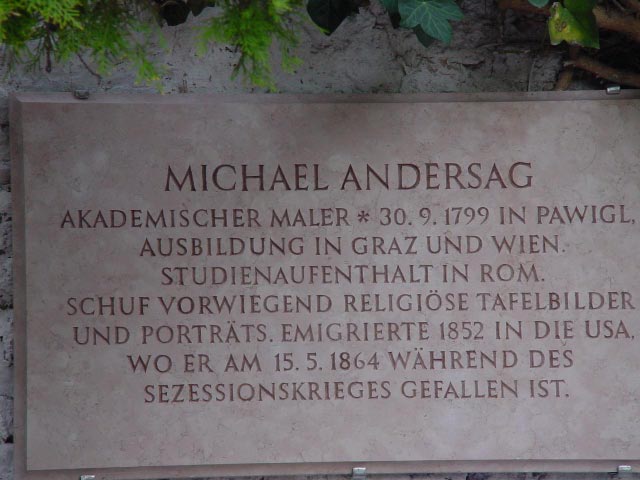 MICHAEL ANDERSAG
AKADEMISCHER MALER * 30.9.1799 IN PAWIGL,
AUSBILDUNG IN GRAZ UND WIEN.
STUDIENAUFENTHALT IN ROM.
SCHUF VORWIEGEND RELIGIÖSE TAFELBILDER
UND PORTRÄTS. EMIGRIERTE 1852 IN DIE USA,
WO ER AM 15.5.1864 WÄHREND DES
SEZESSIONSKRIEGES GEFALLEN IST.